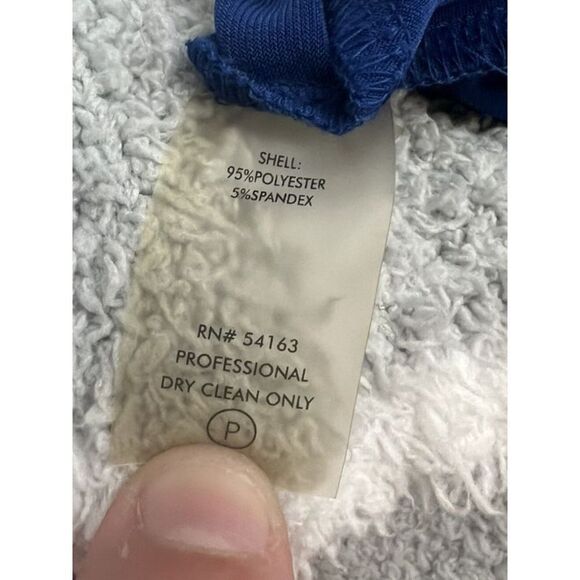 SHELL:
95%POLYESTER
5%SPANDEX
RN# 54163
PROFESSIONAL
DRY CLEAN ONLY
P